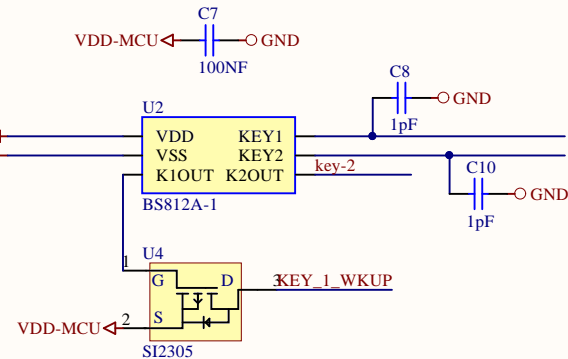 C7
VDD-MCU GND
100NF
C8
GND
1pF
U2
VDD KEY1
VSS KEY2
K1OUT K2OUT
key-2
BS812A-1
C10
GND
1pF
U4
1
G D
3 KEY_1_WKUP
S
2
VDD-MCU
SI2305